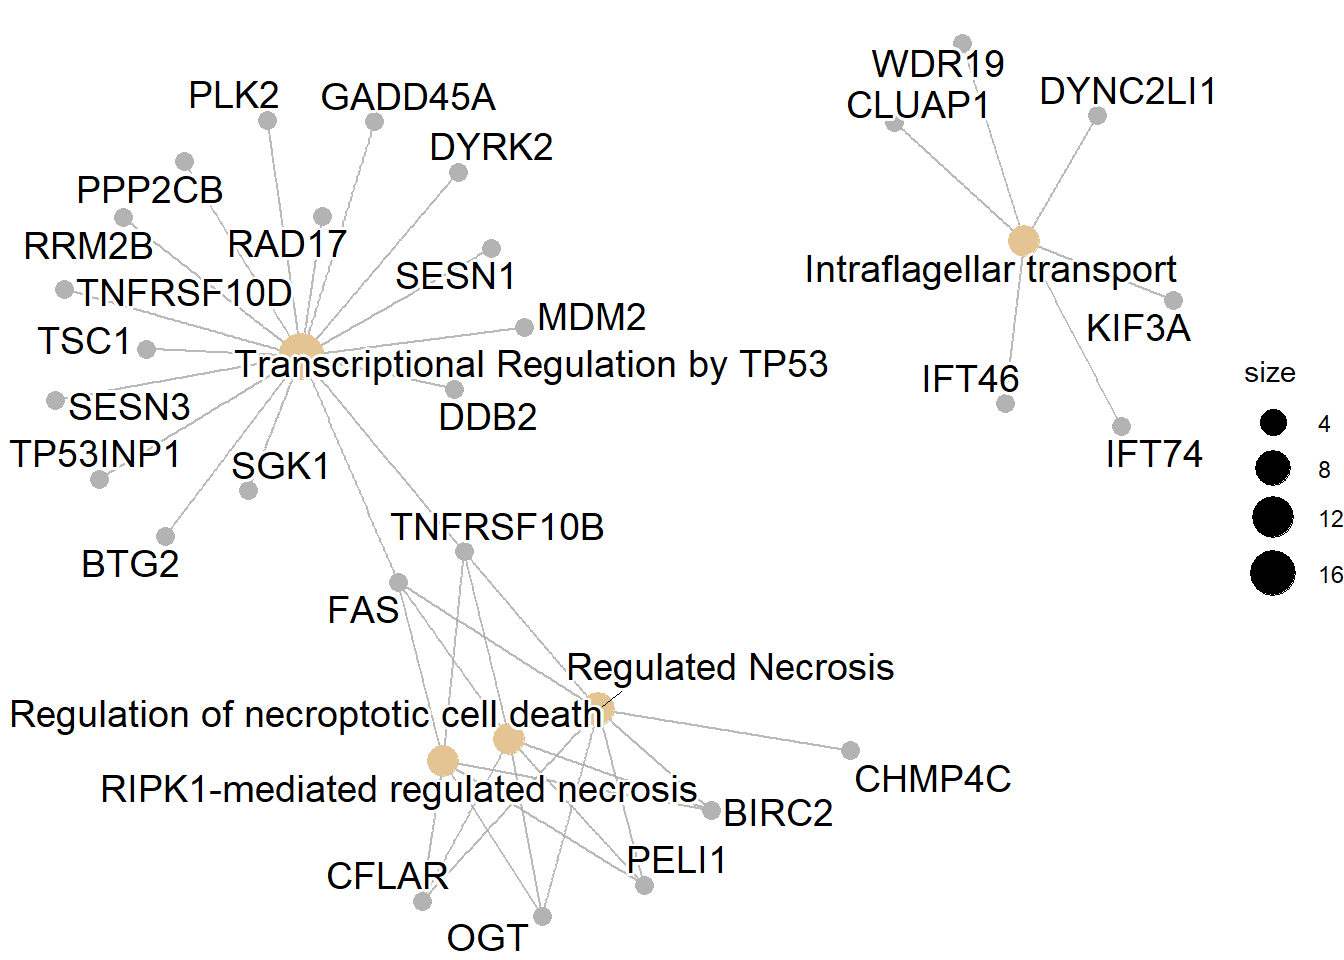 WDR19
PLK2
GADD45A
DYNC2LI1
CLUAP1
DYRK2
PPP2CB
RRM2B
RAD17
SESN1
Intraflagellar transport
TNFRSF10D
MDM2
KIF3A
TSC1
Transcriptional Regulation by TP53
size
IFT46
SESN3
DDB2
4
TP53INP1
SGK1
IFT74
8
TNFRSF10B
12
BTG2
16
FAS
Regulated Necrosis
Regulation of necroptotic cell death
CHMP4C
RIPK1-mediated regulated necrosis
BIRC2
PELI1
CFLAR
OGT